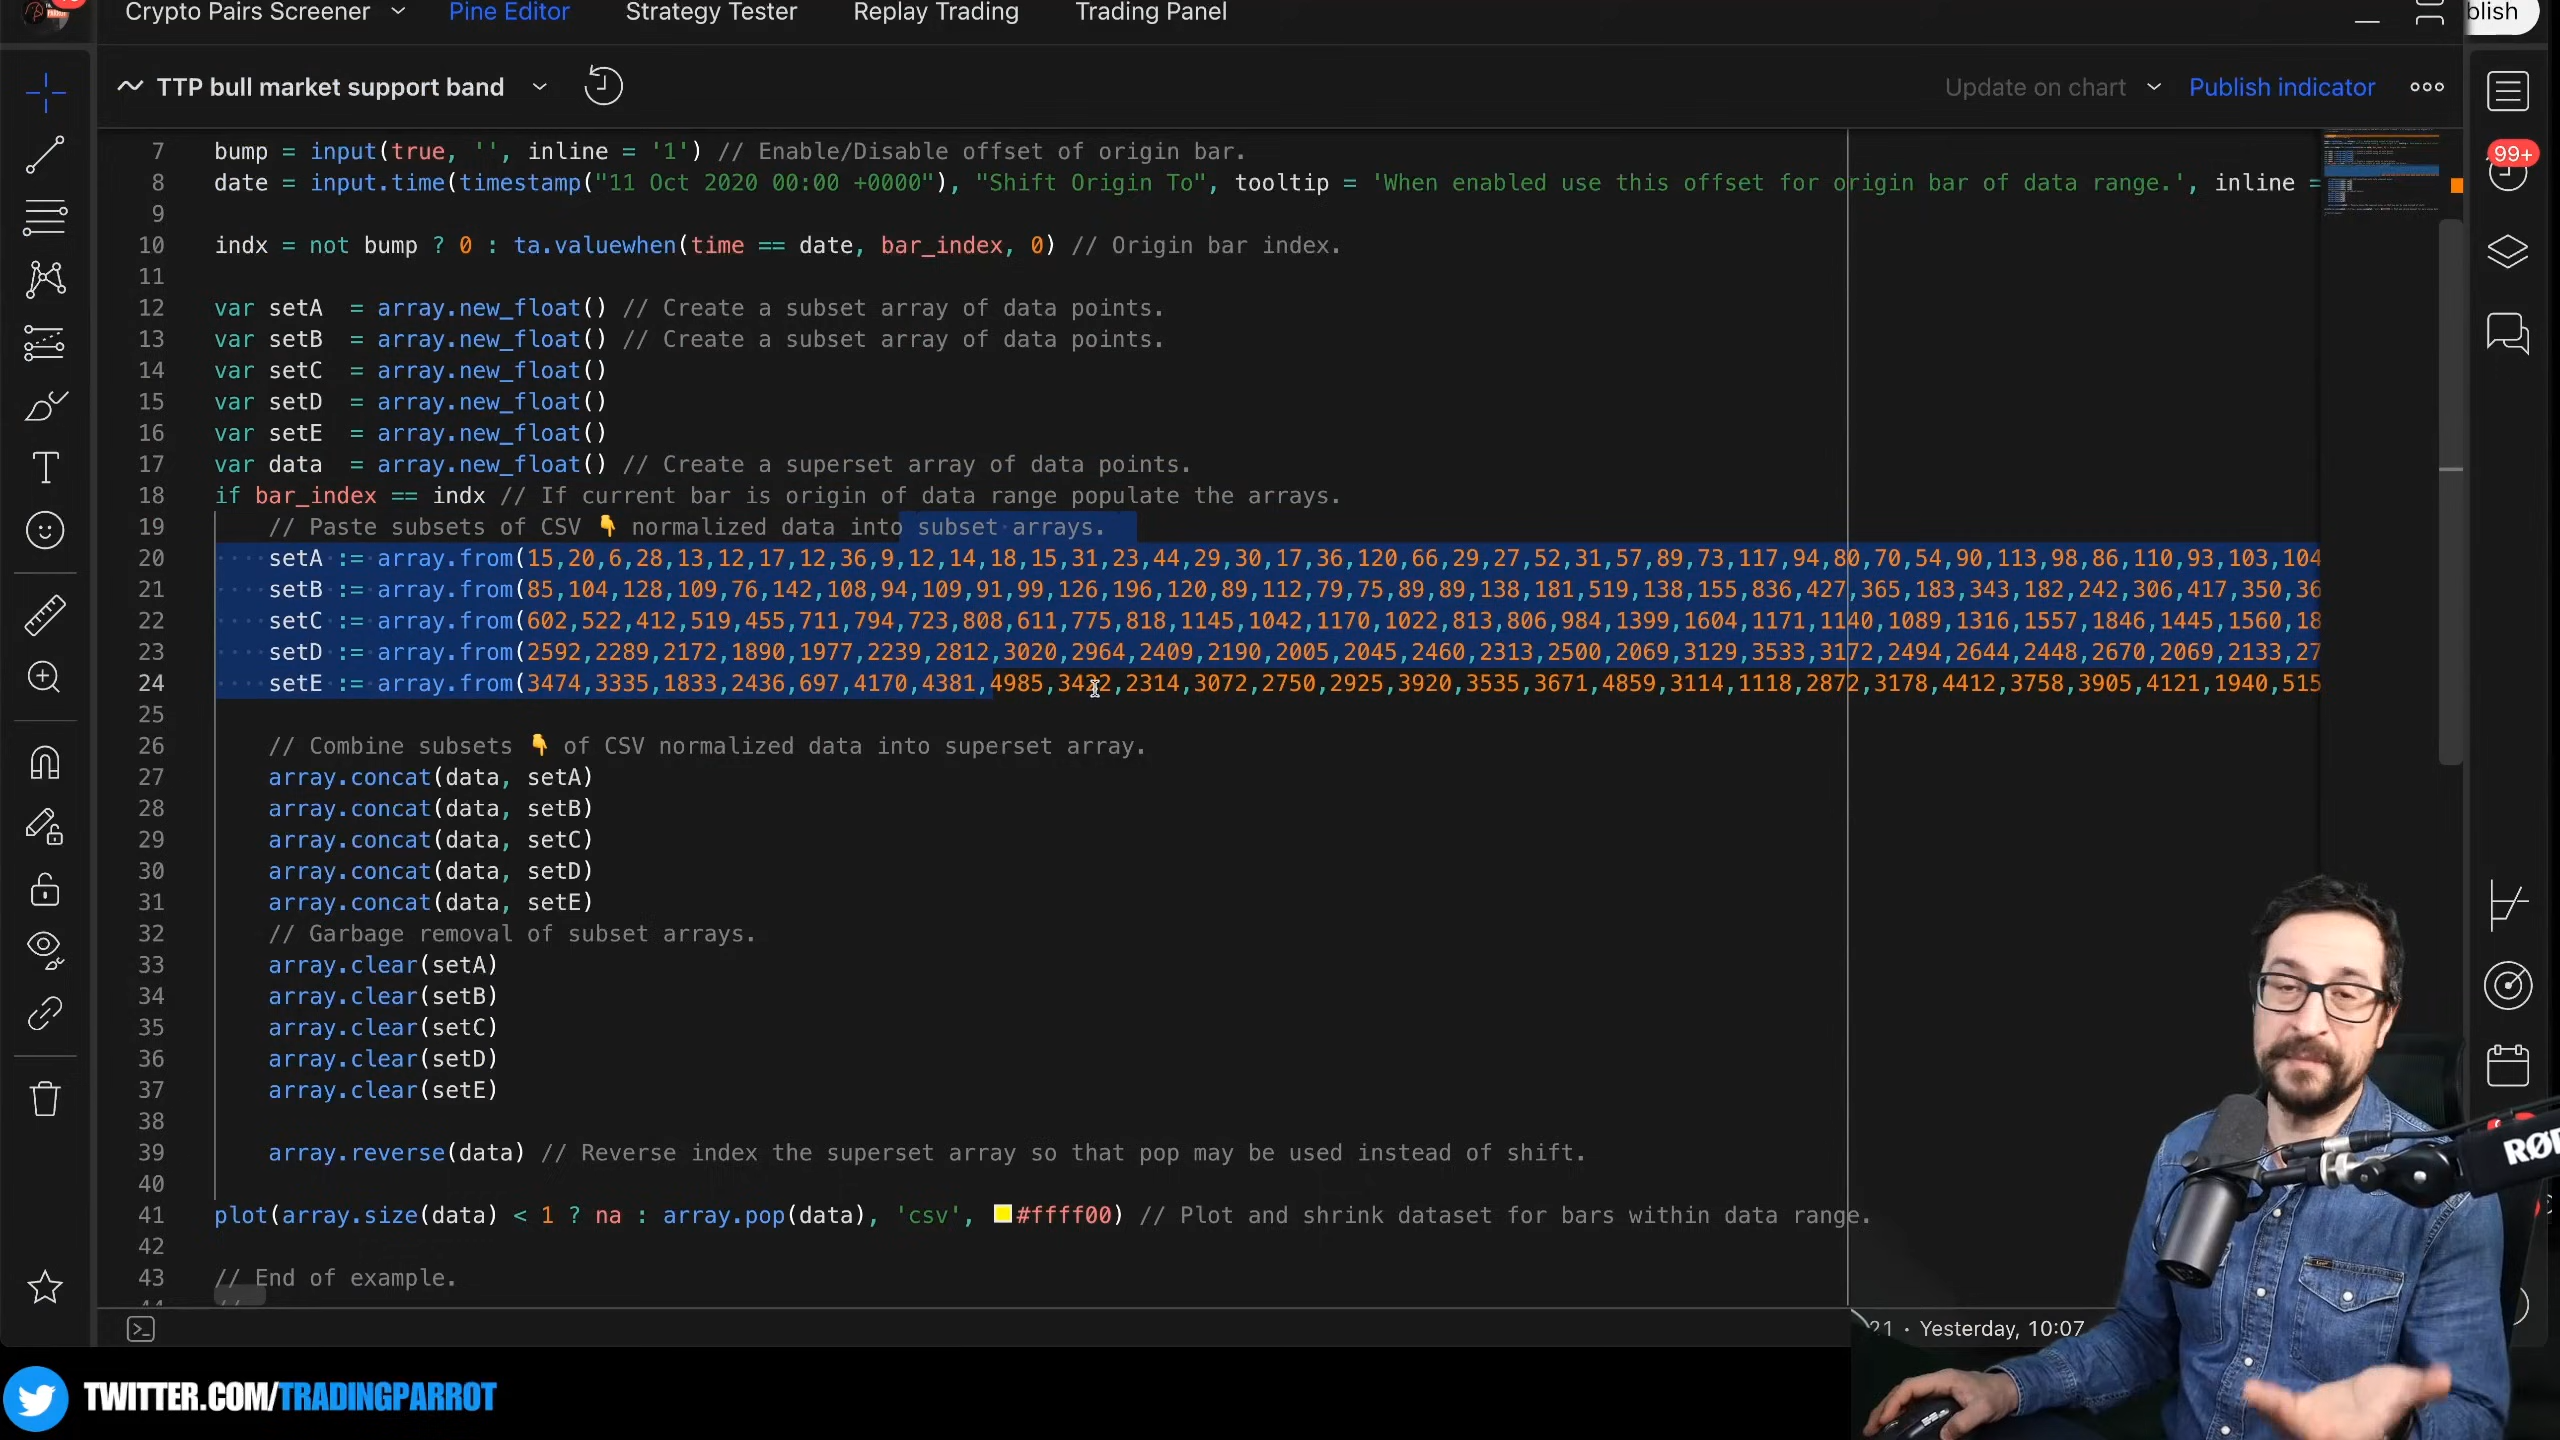 Crypto Pairs Screener Pine Editor Strategy Tester Replay Trading Trading Panel blish
TTP bull market support band Update on chart Publish indicator
99+
7 bump = input(true, '', inline = '1') // Enable/Disable offset of origin bar.
8 date = input.time(timestamp("11 Oct 2020 00:00 +0000"), "Shift Origin To", tooltip = 'When enabled use this offset for origin bar of data range.', inline =
9
10 indx = not bump ? 0 : ta.valuewhen(time == date, bar_index, 0) // Origin bar index.
11
12 var setA = array.new_float() // Create a subset array of data points.
13 var setB = array.new_float() // Create a subset array of data points.
14 var setC = array.new_float()
15 var setD = array.new_float()
16 var setE = array.new_float()
17 var data = array.new_float() // Create a superset array of data points.
18 if bar_index == indx // If current bar is origin of data range populate the arrays.
19 // Paste subsets of CSV 👇 normalized data into subset arrays.
20 setA := array.from(15,20,6,28,13,12,17,12,36,9,12,14,18,15,31,23,44,29,30,17,36,120,66,29,27,52,31,57,89,73,117,94,80,70,54,90,113,98,86,110,93,103,104
21 setB := array.from(85,104,128,109,76,142,108,94,109,91,99,126,196,120,89,112,79,75,89,89,138,181,519,138,155,836,427,365,183,343,182,242,306,417,350,36
22 setC := array.from(602,522,412,519,455,711,794,723,808,611,775,818,1145,1042,1170,1022,813,806,984,1399,1604,1171,1140,1089,1316,1557,1846,1445,1560,18
23 setD := array.from(2592,2289,2172,1890,1977,2239,2812,3020,2964,2409,2190,2005,2045,2460,2313,2500,2069,3129,3533,3172,2494,2644,2448,2670,2069,2133,27
24 setE := array.from(3474,3335,1833,2436,697,4170,4381,4985,3432,2314,3072,2750,2925,3920,3535,3671,4859,3114,1118,2872,3178,4412,3758,3905,4121,1940,515
25
26 // Combine subsets 👇 of CSV normalized data into superset array.
27 array.concat(data, setA)
28 array.concat(data, setB)
29 array.concat(data, setC)
30 array.concat(data, setD)
31 array.concat(data, setE)
32 // Garbage removal of subset arrays.
33 array.clear(setA)
34 array.clear(setB)
35 array.clear(setC)
36 array.clear(setD)
37 array.clear(setE)
38
39 array.reverse(data) // Reverse index the superset array so that pop may be used instead of shift.
40
41 plot(array.size(data) < 1 ? na : array.pop(data), 'csv', #ffff00) // Plot and shrink dataset for bars within data range.
42
43 // End of example.
21 · Yesterday, 10:07
TWITTER.COM/TRADINGPARROT